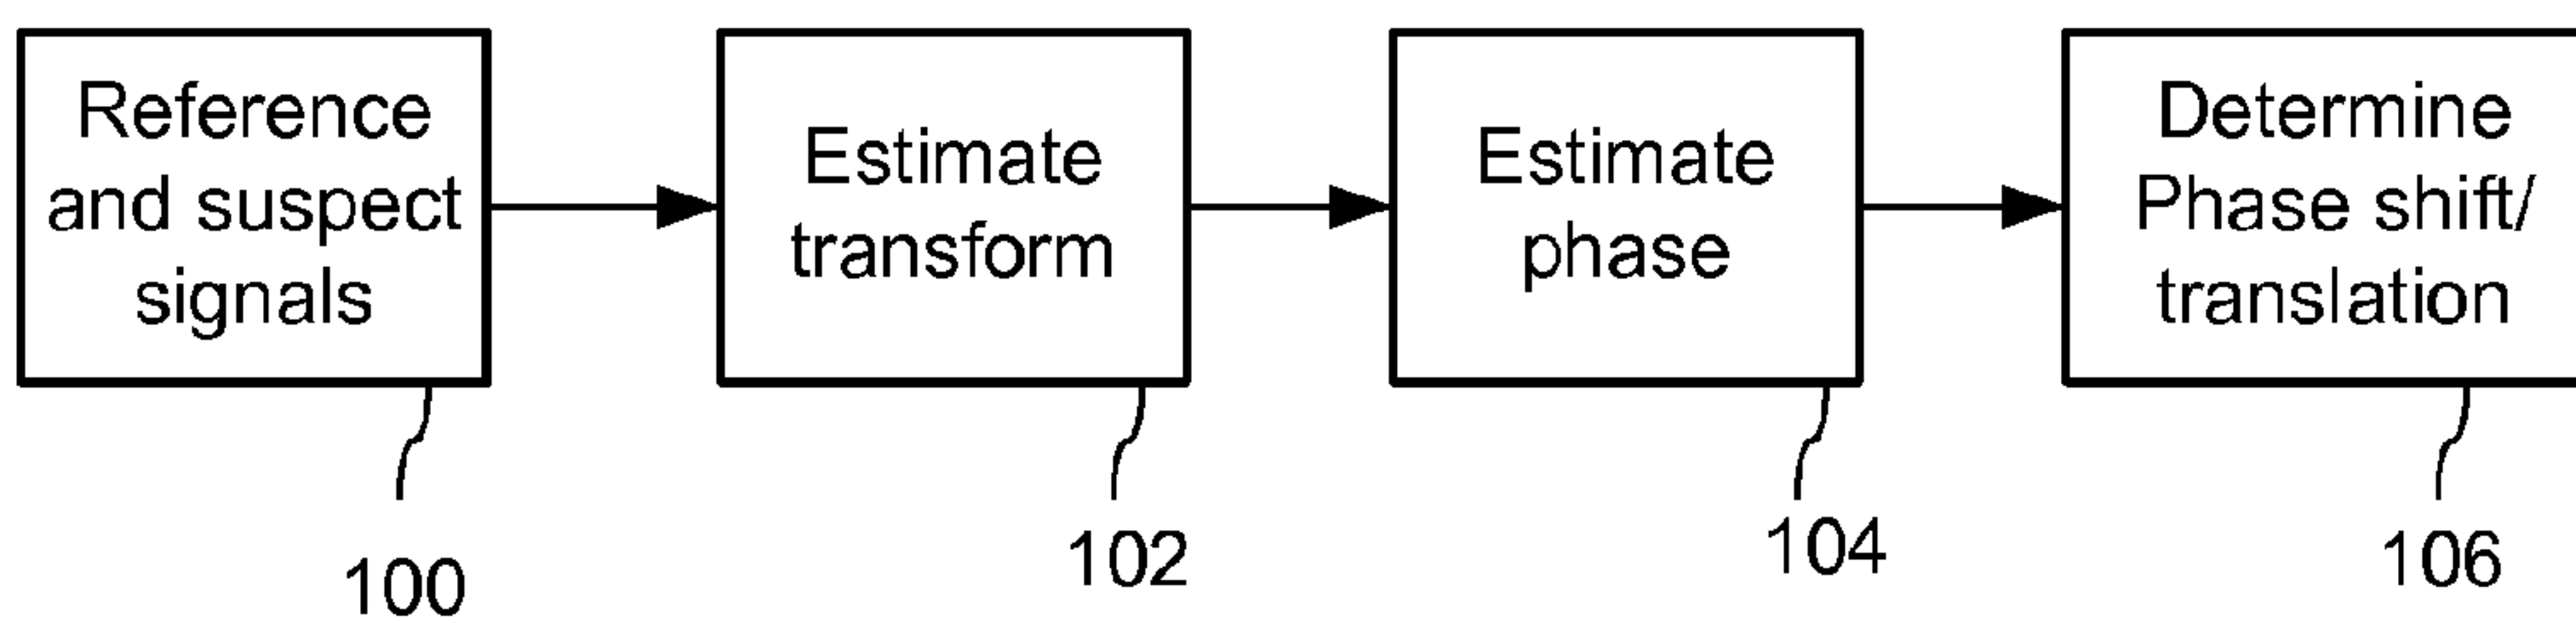 Reference
and suspect
signals
Estimate
transform
Estimate
phase
Determine
Phase shift/
translation
100
102
104
106